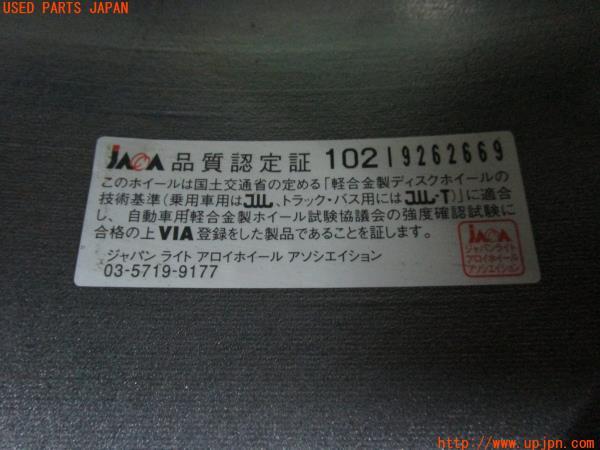 USED PARTS JAPAN
JAWA 品質認定証 102 19262669
このホイールは国土交通省の定める「軽合金製ディスクホイールの
技術基準(乗用車用はJWL、トラック・バス用にはJWL-T)」に適合
し、自動車用軽合金製ホイール試験協議会の強度確認試験に
合格の上VIA登録をした製品であることを証します。
ジャパン ライト アロイホイール アソシエイション
03-5719-9177
JAWA
ジャパンライト
アロイホイール
アソシエイション
http://www.upjpn.com/